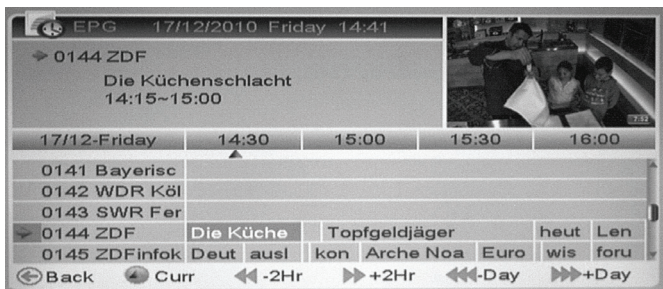 EPG 17/12/2010 Friday 14:41
0144 ZDF
Die Küchenschlacht
14:15~15:00
7:52
17/12-Friday 14:30 15:00 15:30 16:00
0141 Bayerisc
0142 WDR Köl
0143 SWR Fer
0144 ZDF Die Küche Topfgeldjäger heut Len
0145 ZDFinfok Deut ausl kon Arche Noa Euro wis foru
Back Curr -2Hr +2Hr -Day +Day